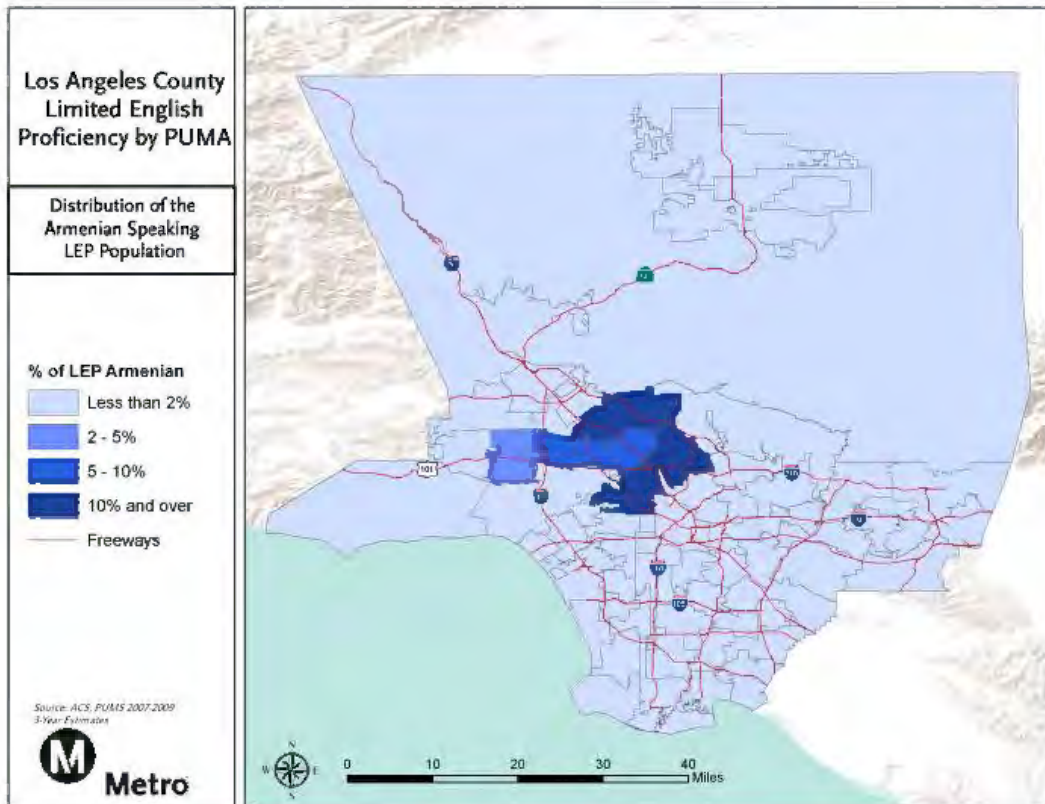 Los Angeles County
Limited English
Proficiency by PUMA
Distribution of the
Armenian Speaking
LEP Population
% of LEP Armenian
Less than 2%
2 - 5%
5 - 10%
10% and over
Freeways
Source: ACS, PUMS 2007-2009
3-Year Estimates
M
Metro
101
105
N
W E
S
0 10 20 30 40
Miles